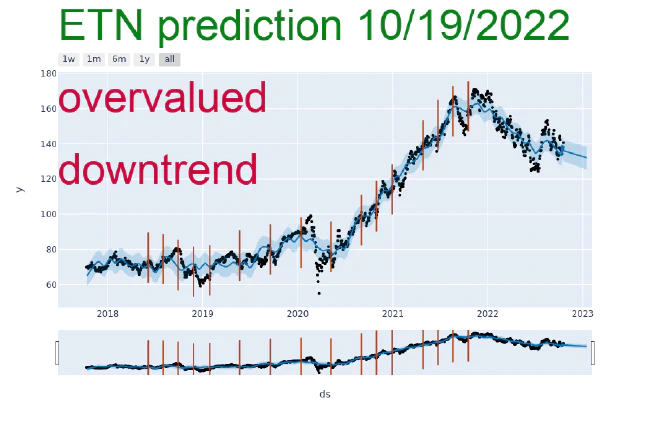 ETN prediction 10/19/2022
1w 1m 6m 1y all
180
overvalued
160
140
downtrend
120
y
100
80
60
2018 2019 2020 2021 2022 2023
ds